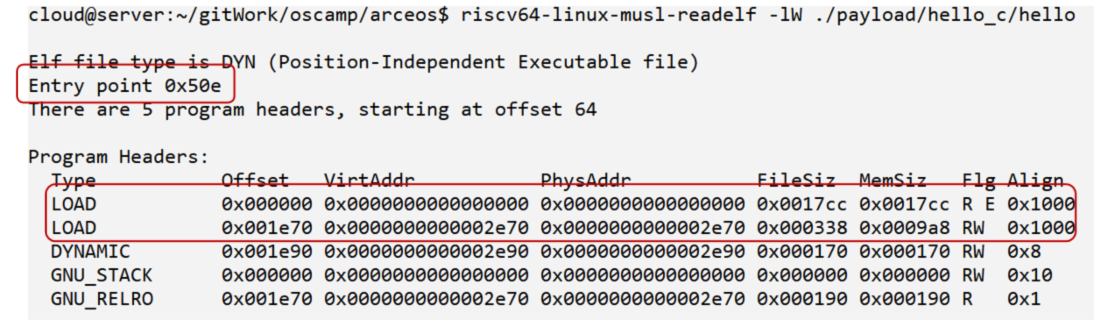 cloud@server:~/gitWork/oscamp/arceos$ riscv64-linux-musl-readelf -lW ./payload/hello_c/hello
Elf file type is DYN (Position-Independent Executable file)
Entry point 0x50e
There are 5 program headers, starting at offset 64
Program Headers:
Type Offset VirtAddr PhysAddr FileSiz MemSiz Flg Align
LOAD 0x000000 0x0000000000000000 0x0000000000000000 0x0017cc 0x0017cc R E 0x1000
LOAD 0x001e70 0x0000000000002e70 0x0000000000002e70 0x000338 0x0009a8 RW 0x1000
DYNAMIC 0x001e90 0x0000000000002e90 0x0000000000002e90 0x000170 0x000170 RW 0x8
GNU_STACK 0x000000 0x0000000000000000 0x0000000000000000 0x000000 0x000000 RW 0x10
GNU_RELRO 0x001e70 0x0000000000002e70 0x0000000000002e70 0x000190 0x000190 R 0x1